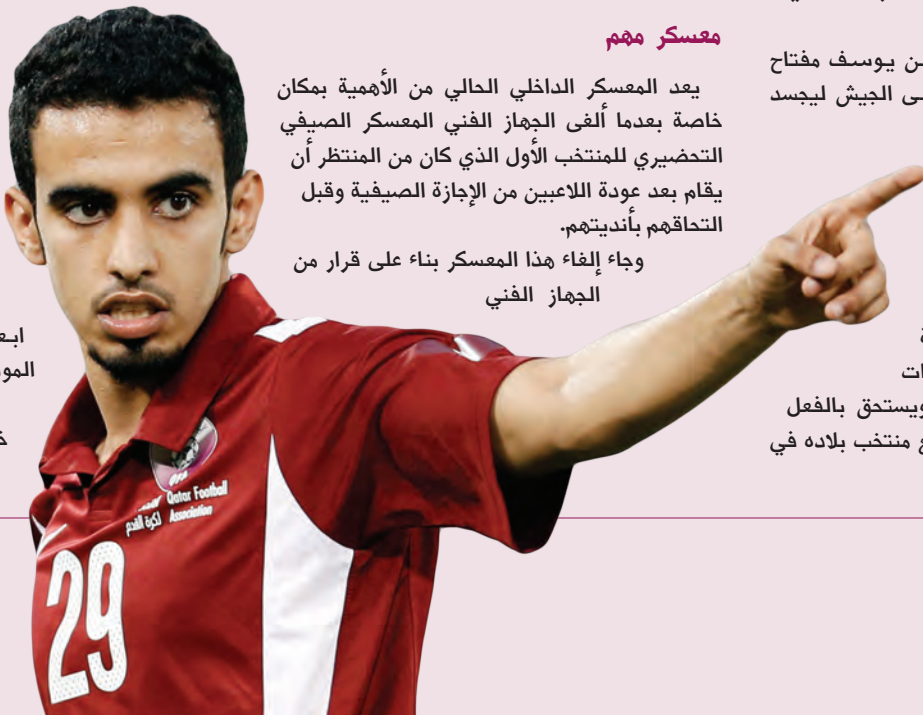 ن يوسف مفتاح
ى الجيش ليجسد
ويستحق بالفعل
ع منتخب بلاده في
معسكر مهم
يعد المعسكر الداخلي الحالي من الأهمية بمكان
خاصة بعدما ألغى الجهاز الفني المعسكر الصيفي
التحضيري للمنتخب الأول الذي كان من المنتظر أن
يقام بعد عودة اللاعبين من الإجازة الصيفية وقبل
التحاقهم بأنديتهم.
وجاء إلغاء هذا المعسكر بناء على قرار من
الجهاز الفني
Qatar Football
Association
لكرة القدم
29